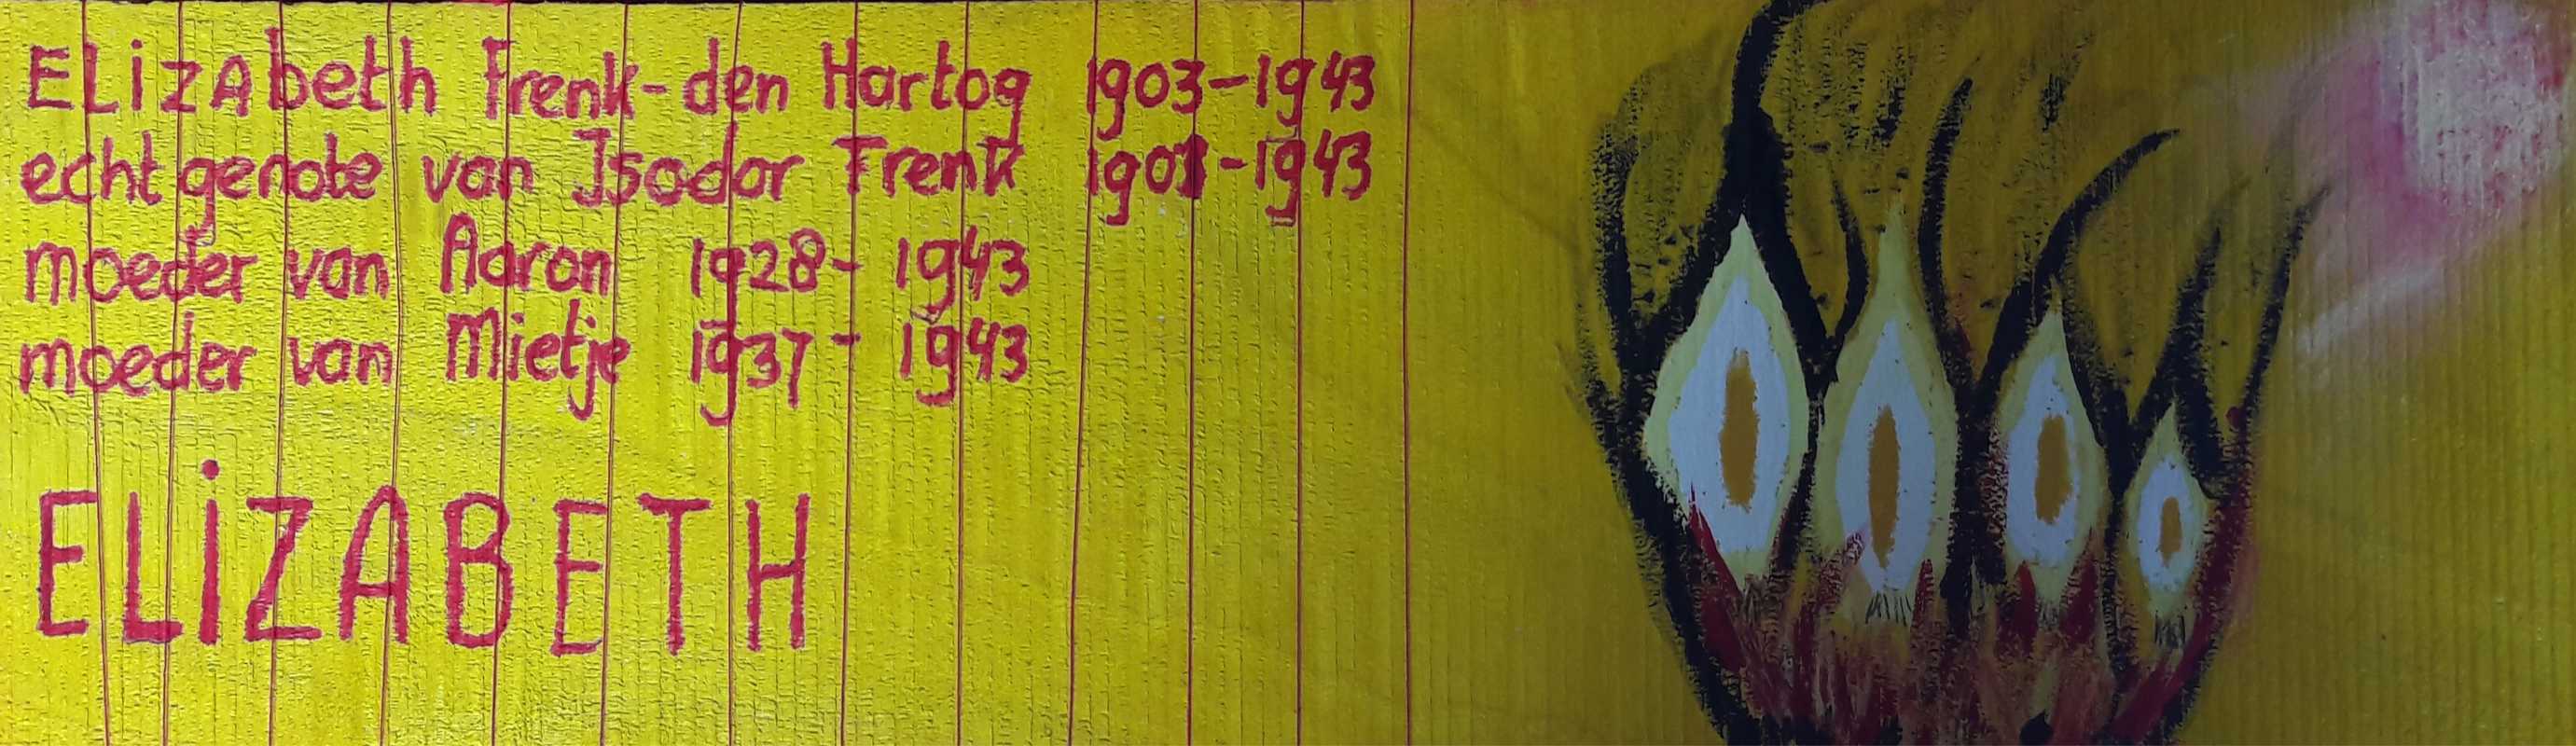 ELiZAbeth Frenk-den Hartog 1903-1943
echtgenote van Isodor Frenk 1903-1943
moeder van Aaron 1928-1943
moeder van Mietje 1937-1943
ELiZABETH